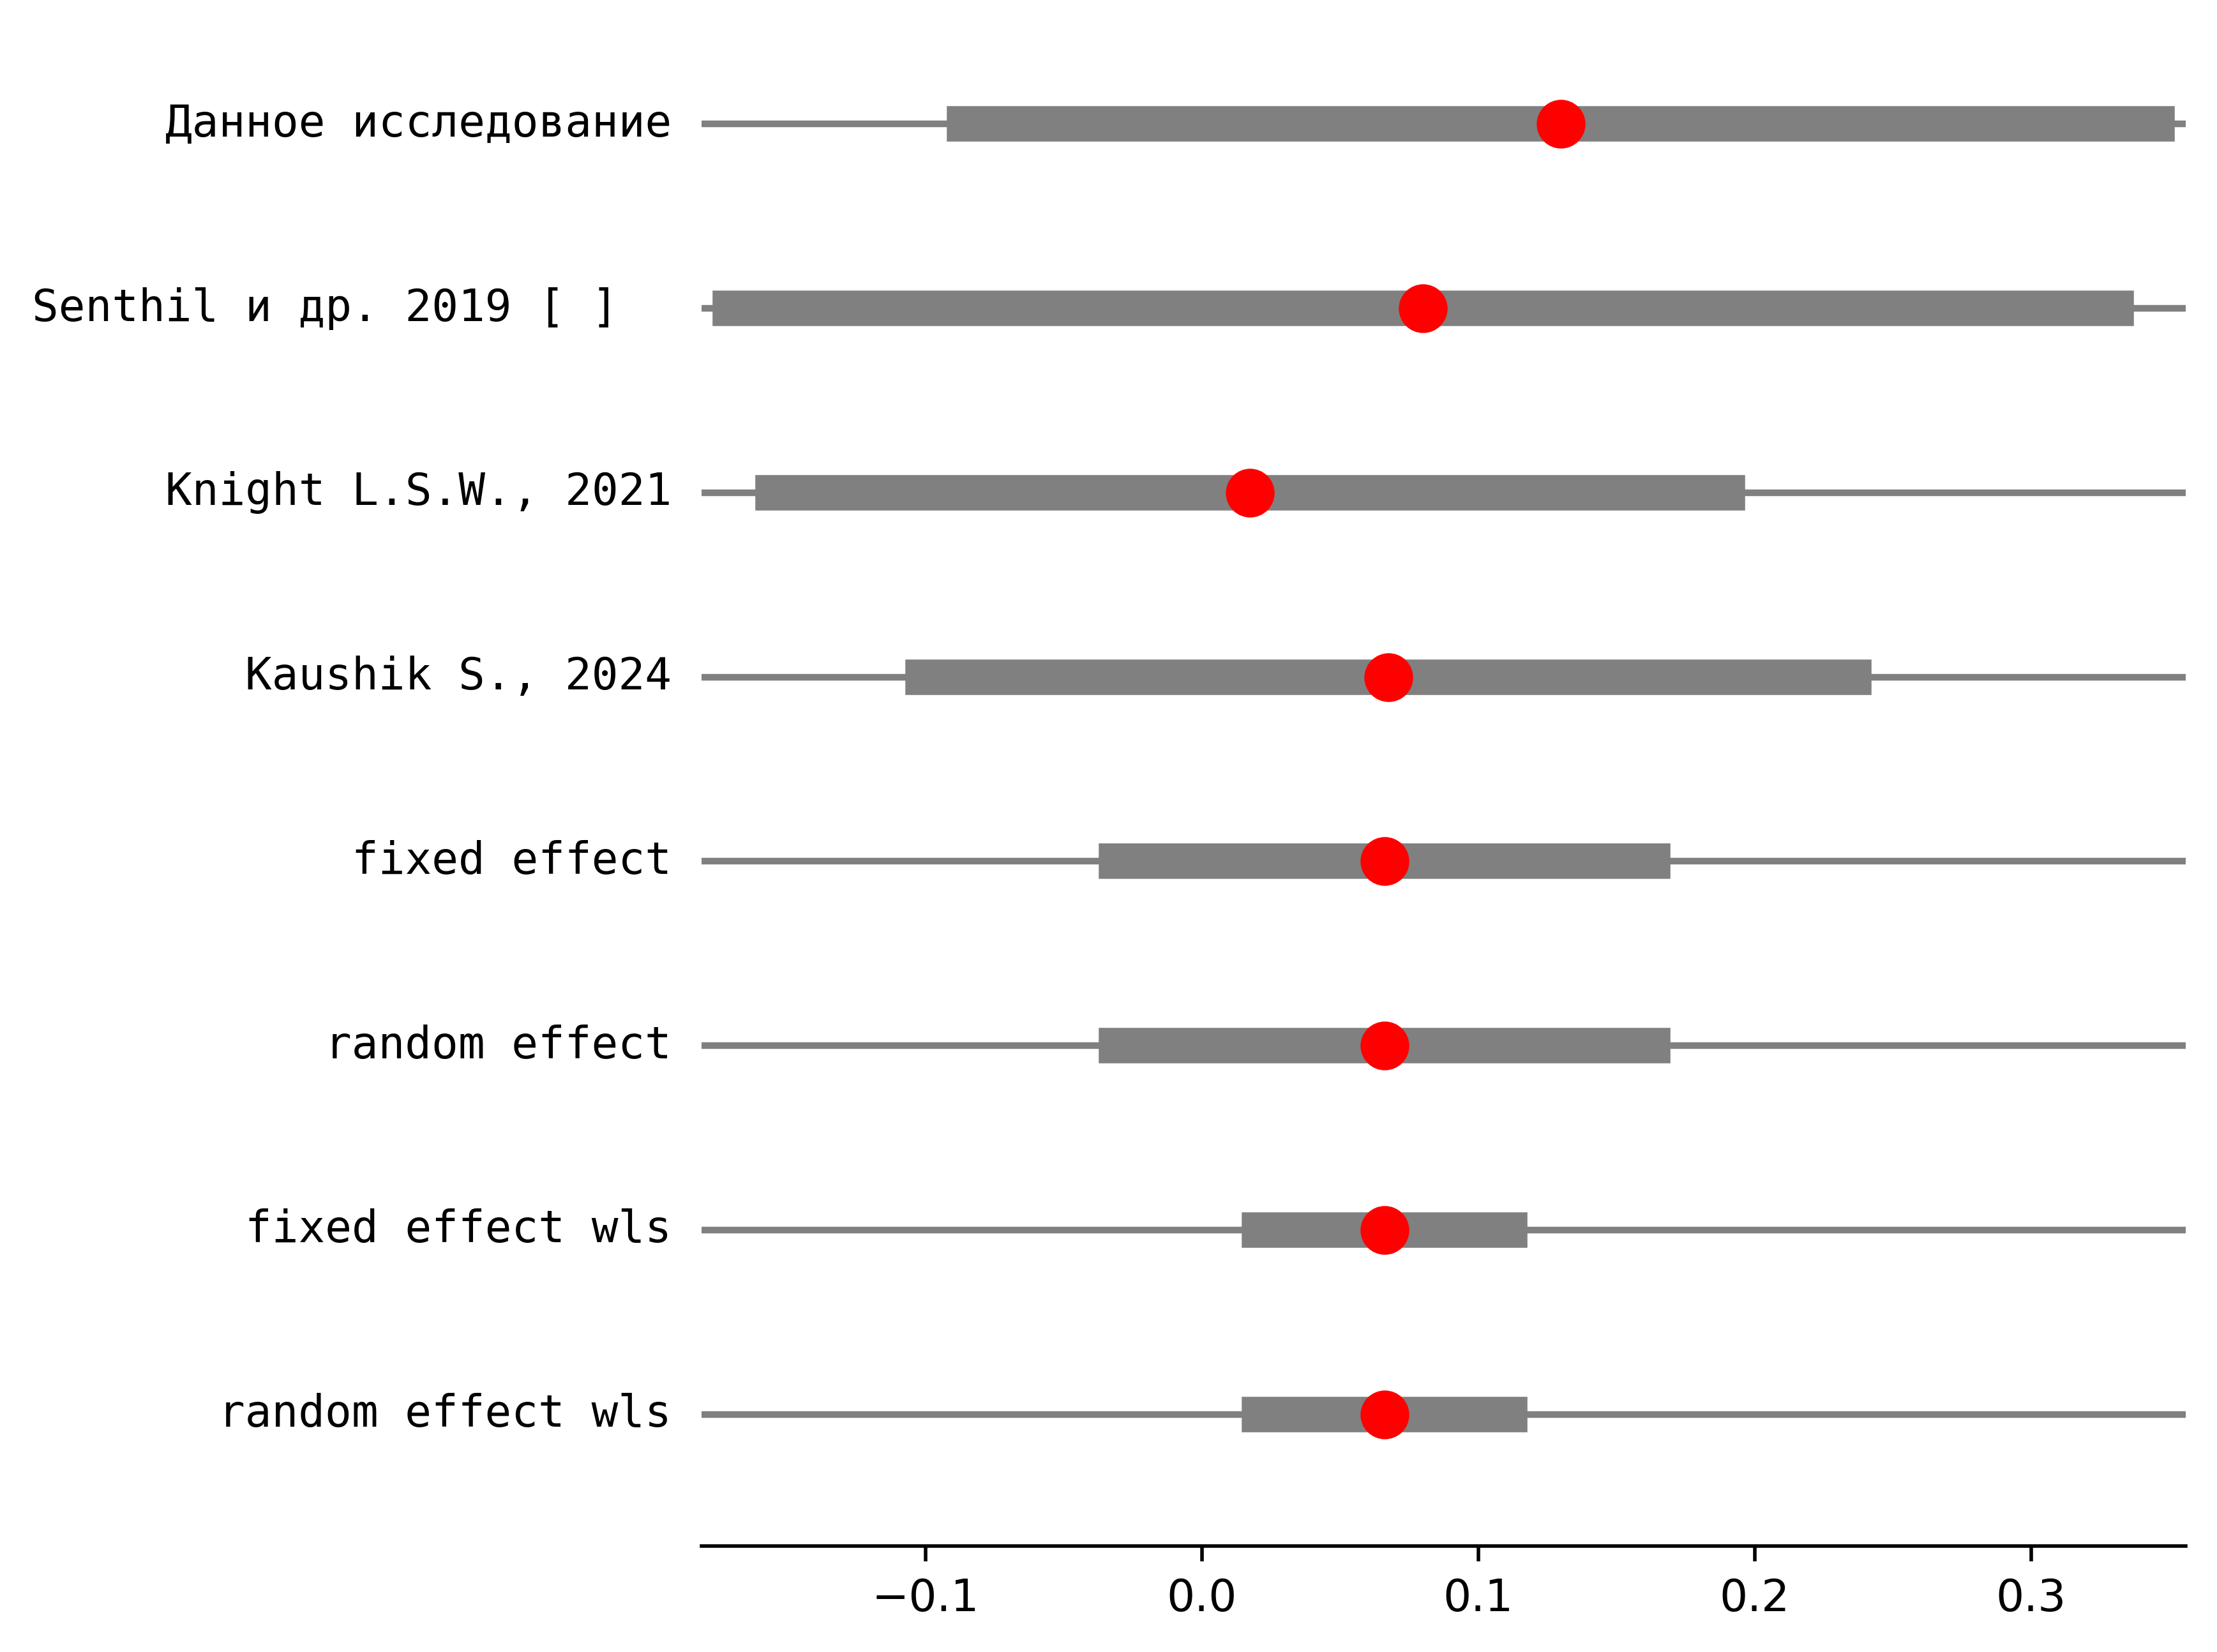 Данное исследование
Senthil и др. 2019 [ ]
Knight L.S.W., 2021
Kaushik S., 2024
fixed effect
random effect
fixed effect wls
random effect wls
−0.1 0.0 0.1 0.2 0.3